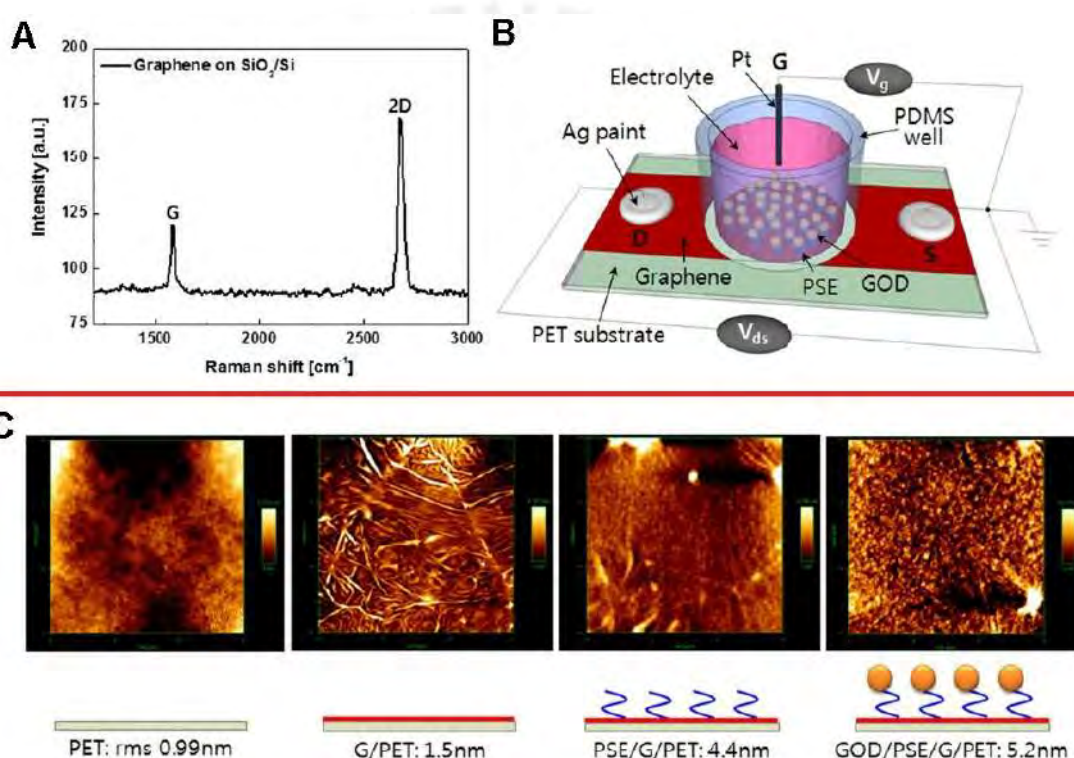 A
200
175
150
125
100
75
Intensity [a.u.]
Graphene on SiO₂/Si
G
2D
1500
2000
2500
3000
Raman shift [cm⁻¹]
B
Pt
G
V_g
Electrolyte
PDMS
well
Ag paint
D
S
Graphene
PSE
GOD
PET substrate
V_ds
C
PET: rms 0.99nm
G/PET: 1.5nm
PSE/G/PET: 4.4nm
GOD/PSE/G/PET: 5.2nm